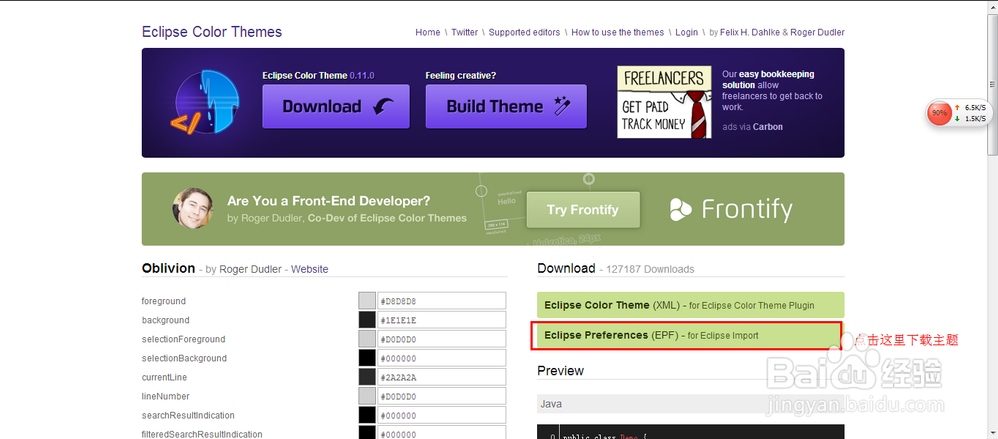 Eclipse Color Themes
Home \ Twitter \ Supported editors \ How to use the themes \ Login \ by Felix H. Dahlke & Roger Dudler
Eclipse Color Theme 0.11.0
Download
Feeling creative?
Build Theme
FREELANCERS
GET PAID
TRACK MONEY
Our easy bookkeeping
solution allow
freelancers to get back to
work.
ads via Carbon
90%
6.5K/S
1.5K/S
Are You a Front-End Developer?
by Roger Dudler, Co-Dev of Eclipse Color Themes
Hello
Helvetica, 24px
Try Frontify
Frontify
Oblivion - by Roger Dudler - Website
foreground #D8D8D8
background #1E1E1E
selectionForeground #D0D0D0
selectionBackground #000000
currentLine #2A2A2A
lineNumber #D0D0D0
searchResultIndication #000000
filteredSearchResultIndication #000000
Download - 127187 Downloads
Eclipse Color Theme (XML) - for Eclipse Color Theme Plugin
Eclipse Preferences (EPF) - for Eclipse Import
点击这里下载主题
Preview
Java
0 public class Demo {
Baidu 经验
jingyan.baidu.com